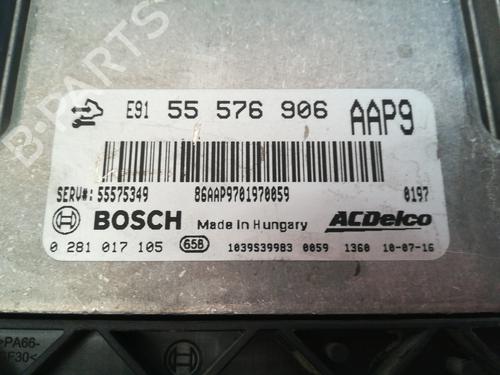 E91 55 576 906 AAP9
SERV#: 55575349 86AAP9701970059 0197
BOSCH Made in Hungary ACDelco
0 281 017 105 658 1039S39983 0059 1360 10-07-16
>PA66-
GF30<
B-PARTS